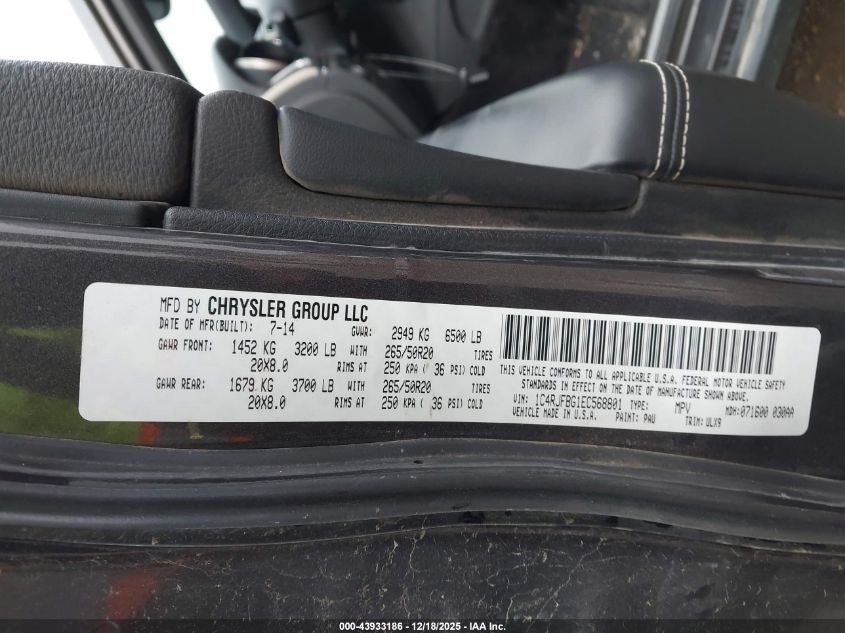 MFD BY CHRYSLER GROUP LLC
DATE OF MFR(BUILT): 7-14 GVWR: 2949 KG 6500 LB
GAWR FRONT: 1452 KG 3200 LB WITH 265/50R20 TIRES
20X8.0 RIMS AT 250 KPA ( 36 PSI) COLD
GAWR REAR: 1679 KG 3700 LB WITH 265/50R20 TIRES
20X8.0 RIMS AT 250 KPA ( 36 PSI) COLD
THIS VEHICLE CONFORMS TO ALL APPLICABLE U.S.A. FEDERAL MOTOR VEHICLE SAFETY
STANDARDS IN EFFECT ON THE DATE OF MANUFACTURE SHOWN ABOVE.
VIN: 1C4RJFBG1EC568801 TYPE: MPV MDH:071600 030AA
VEHICLE MADE IN U.S.A. PAINT: PAU TRIM: ULX9
000-43933186 - 12/18/2025 - IAA Inc.